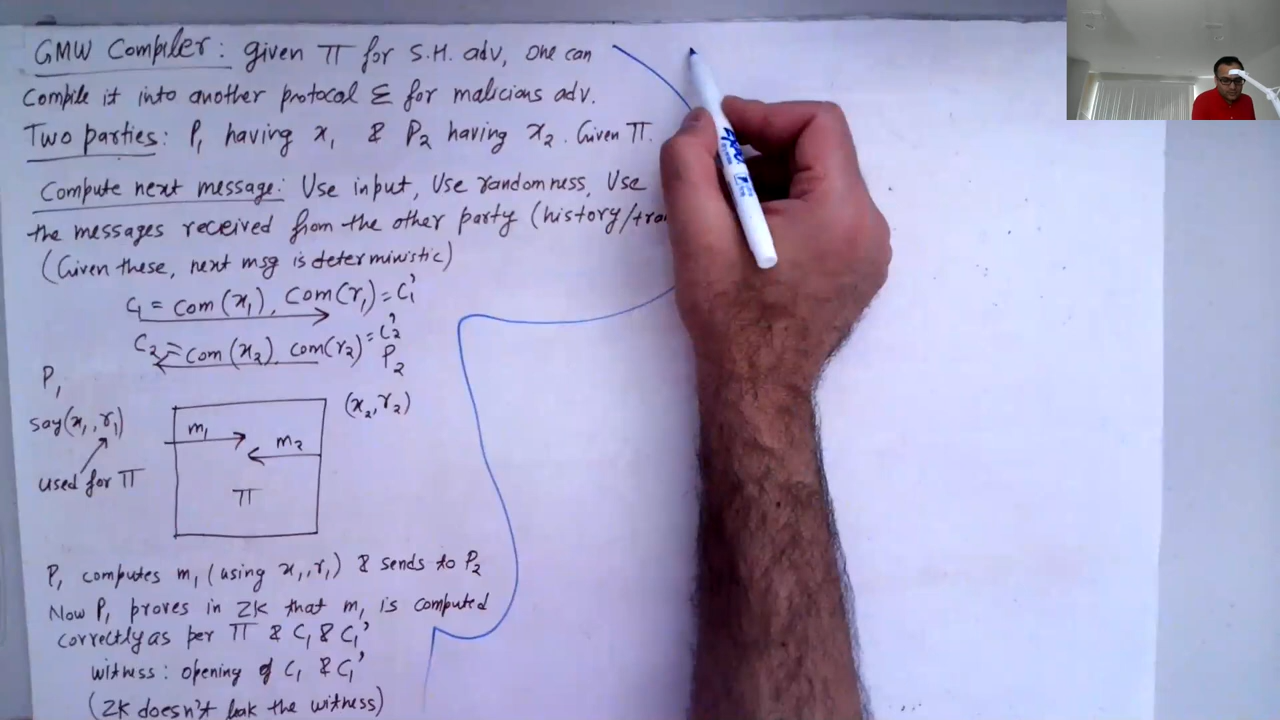 GMW Compiler: given Π for S.H. adv, one can
Compile it into another protocol Σ for malicious adv.
Two parties: P₁ having x₁ & P₂ having x₂. Given Π.
Compute next message: Use input, Use randomness, Use
the messages received from the other party (history/
(Given these, next msg is deterministic)
C₁ = Com(x₁), Com(r₁) = C₁'
C₂ = Com(x₂) Com(r₂) = C₂'
P₂
P₁
(x₂, r₂)
say (x₁, r₁)
m₁
m₂
used for Π
Π
P₁ computes m₁ (using x₁, r₁) & sends to P₂
Now P₁ proves in ZK that m₁ is computed
correctly as per Π & C₁ & C₁'
witness: opening of C₁ & C₁'
(ZK doesn't leak the witness)